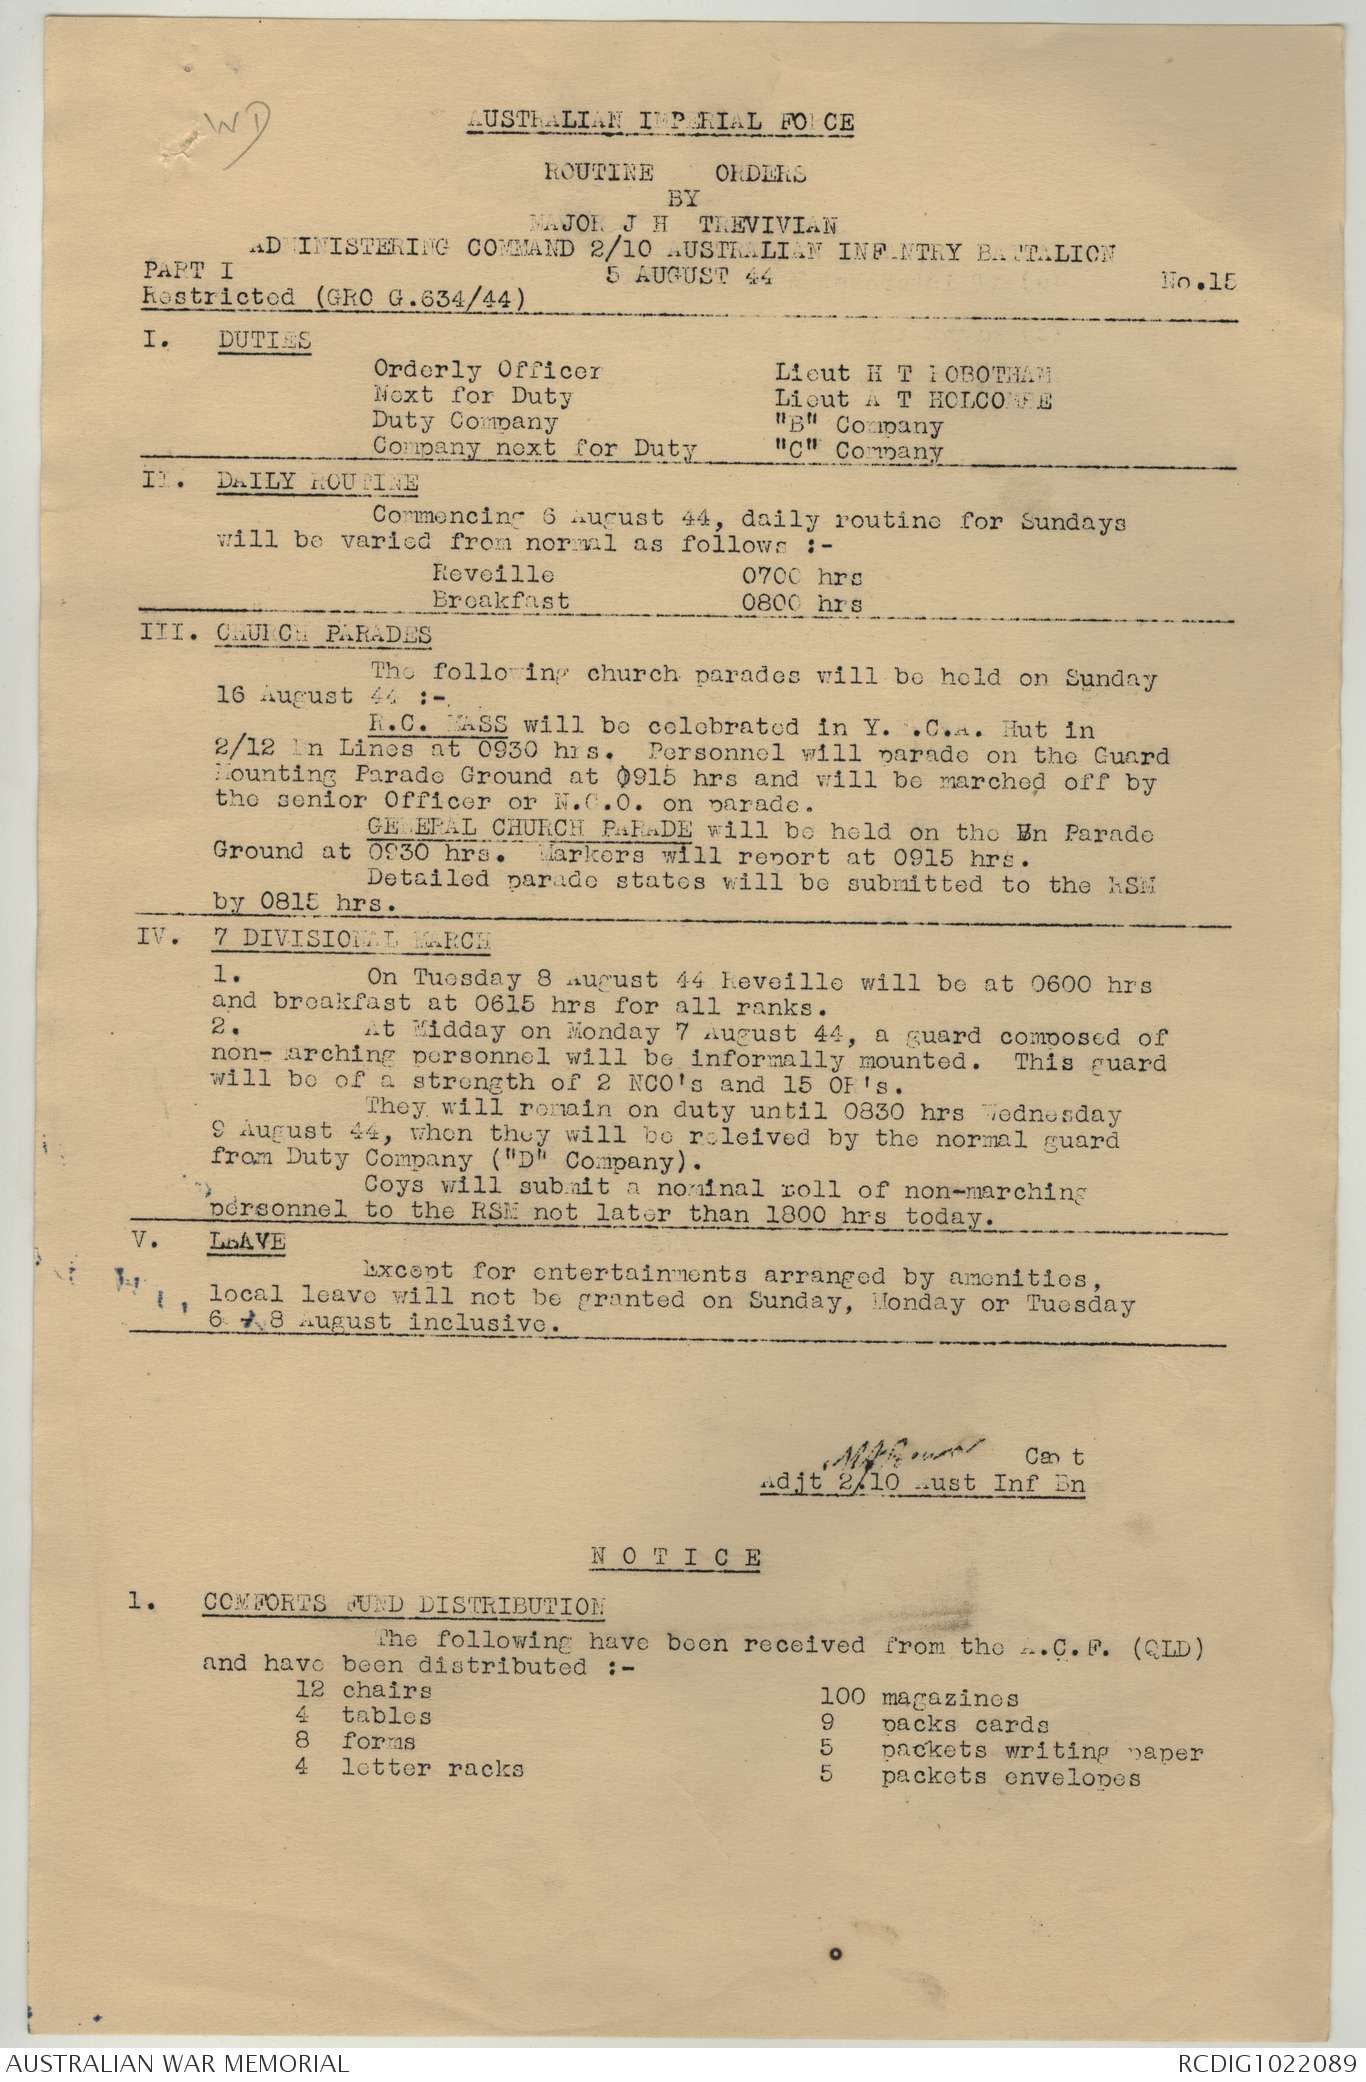 WD
AUSTRALIAN IMPERIAL FORCE
ROUTINE ORDERS
BY
MAJOR J H TREVIVIAN
ADMINISTERING COMMAND 2/10 AUSTRALIAN INFANTRY BATTALION
PART I 5 AUGUST 44 No.15
Restricted (GRO G.634/44)
I. DUTIES
Orderly Officer Lieut H T ROBOTHAM
Next for Duty Lieut A T HOLCOMBE
Duty Company "B" Company
Company next for Duty "C" Company
II. DAILY ROUTINE
Commencing 6 August 44, daily routine for Sundays
will be varied from normal as follows :-
Reveille 0700 hrs
Breakfast 0800 hrs
III. CHURCH PARADES
The following church parades will be held on Sunday
16 August 44 :-
R.C. MASS will be celebrated in Y.M.C.A. Hut in
2/12 Bn Lines at 0930 hrs. Personnel will parade on the Guard
Mounting Parade Ground at 0915 hrs and will be marched off by
the senior Officer or N.C.O. on parade.
GENERAL CHURCH PARADE will be held on the Bn Parade
Ground at 0930 hrs. Markers will report at 0915 hrs.
Detailed parade states will be submitted to the RSM
by 0815 hrs.
IV. 7 DIVISIONAL MARCH
1. On Tuesday 8 August 44 Reveille will be at 0600 hrs
and breakfast at 0615 hrs for all ranks.
2. At Midday on Monday 7 August 44, a guard composed of
non-marching personnel will be informally mounted. This guard
will be of a strength of 2 NCO's and 15 OR's.
They will remain on duty until 0830 hrs Wednesday
9 August 44, when they will be releived by the normal guard
from Duty Company ("D" Company).
Coys will submit a nominal roll of non-marching
personnel to the RSM not later than 1800 hrs today.
V. LEAVE
Except for entertainments arranged by amenities,
local leave will not be granted on Sunday, Monday or Tuesday
6 - 8 August inclusive.
Capt
Adjt 2/10 Aust Inf Bn
N O T I C E
1. COMFORTS FUND DISTRIBUTION
The following have been received from the A.C.F. (QLD)
and have been distributed :-
12 chairs 100 magazines
4 tables 9 packs cards
8 forms 5 packets writing paper
4 letter racks 5 packets envelopes
AUSTRALIAN WAR MEMORIAL RCDIG1022089